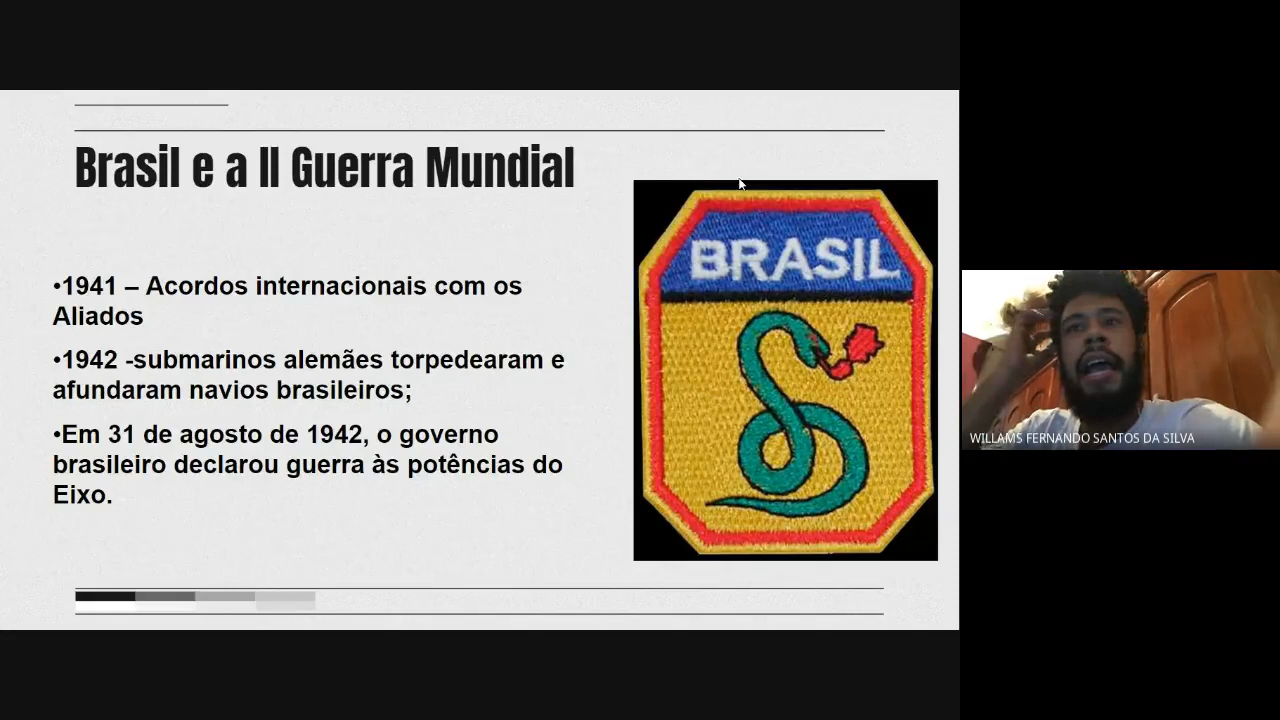 Brasil e a II Guerra Mundial
•1941 – Acordos internacionais com os
Aliados
•1942 -submarinos alemães torpedearam e
afundaram navios brasileiros;
•Em 31 de agosto de 1942, o governo
brasileiro declarou guerra às potências do
Eixo.
BRASIL
WILLAMS FERNANDO SANTOS DA SILVA